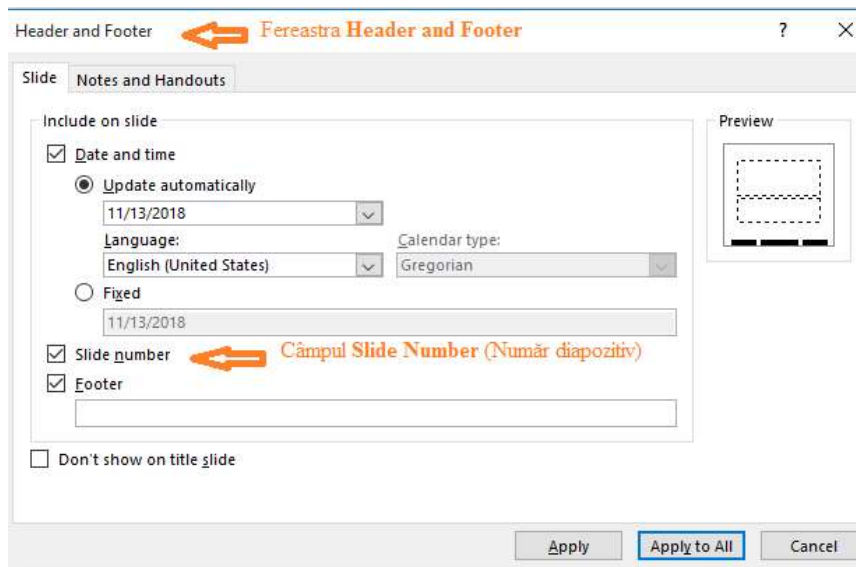 Header and Footer Fereastra Header and Footer ?
Slide Notes and Handouts
Include on slide Preview
Date and time
Update automatically
11/13/2018
Language: Calendar type:
English (United States) Gregorian
Fixed
11/13/2018
Slide number Câmpul Slide Number (Număr diapozitiv)
Footer
Don't show on title slide
Apply Apply to All Cancel